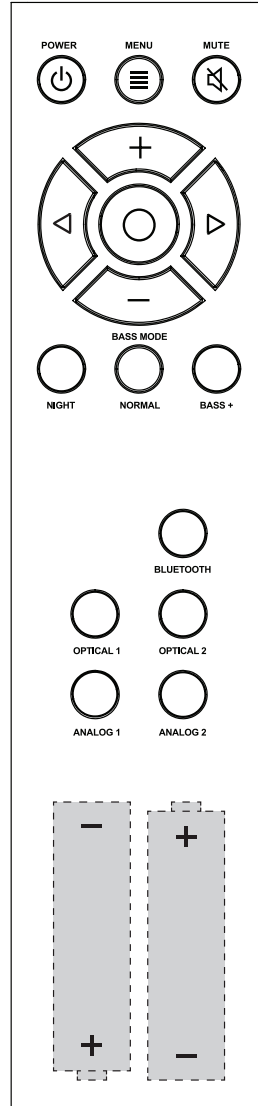 POWER MENU MUTE
+
−
BASS MODE
NIGHT NORMAL BASS +
BLUETOOTH
OPTICAL 1 OPTICAL 2
ANALOG 1 ANALOG 2
− +
+ −